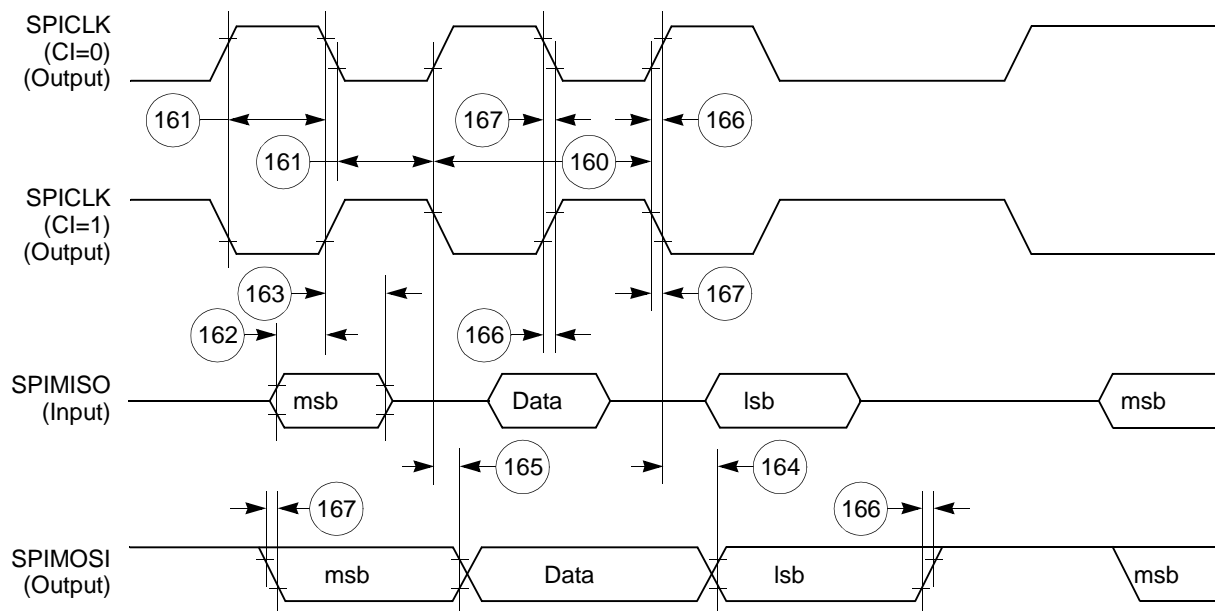 SPICLK
(CI=0)
(Output)
161
167
166
161
160
SPICLK
(CI=1)
(Output)
163
167
162
166
SPIMISO
(Input)
msb
Data
lsb
msb
165
164
167
166
SPIMOSI
(Output)
msb
Data
lsb
msb